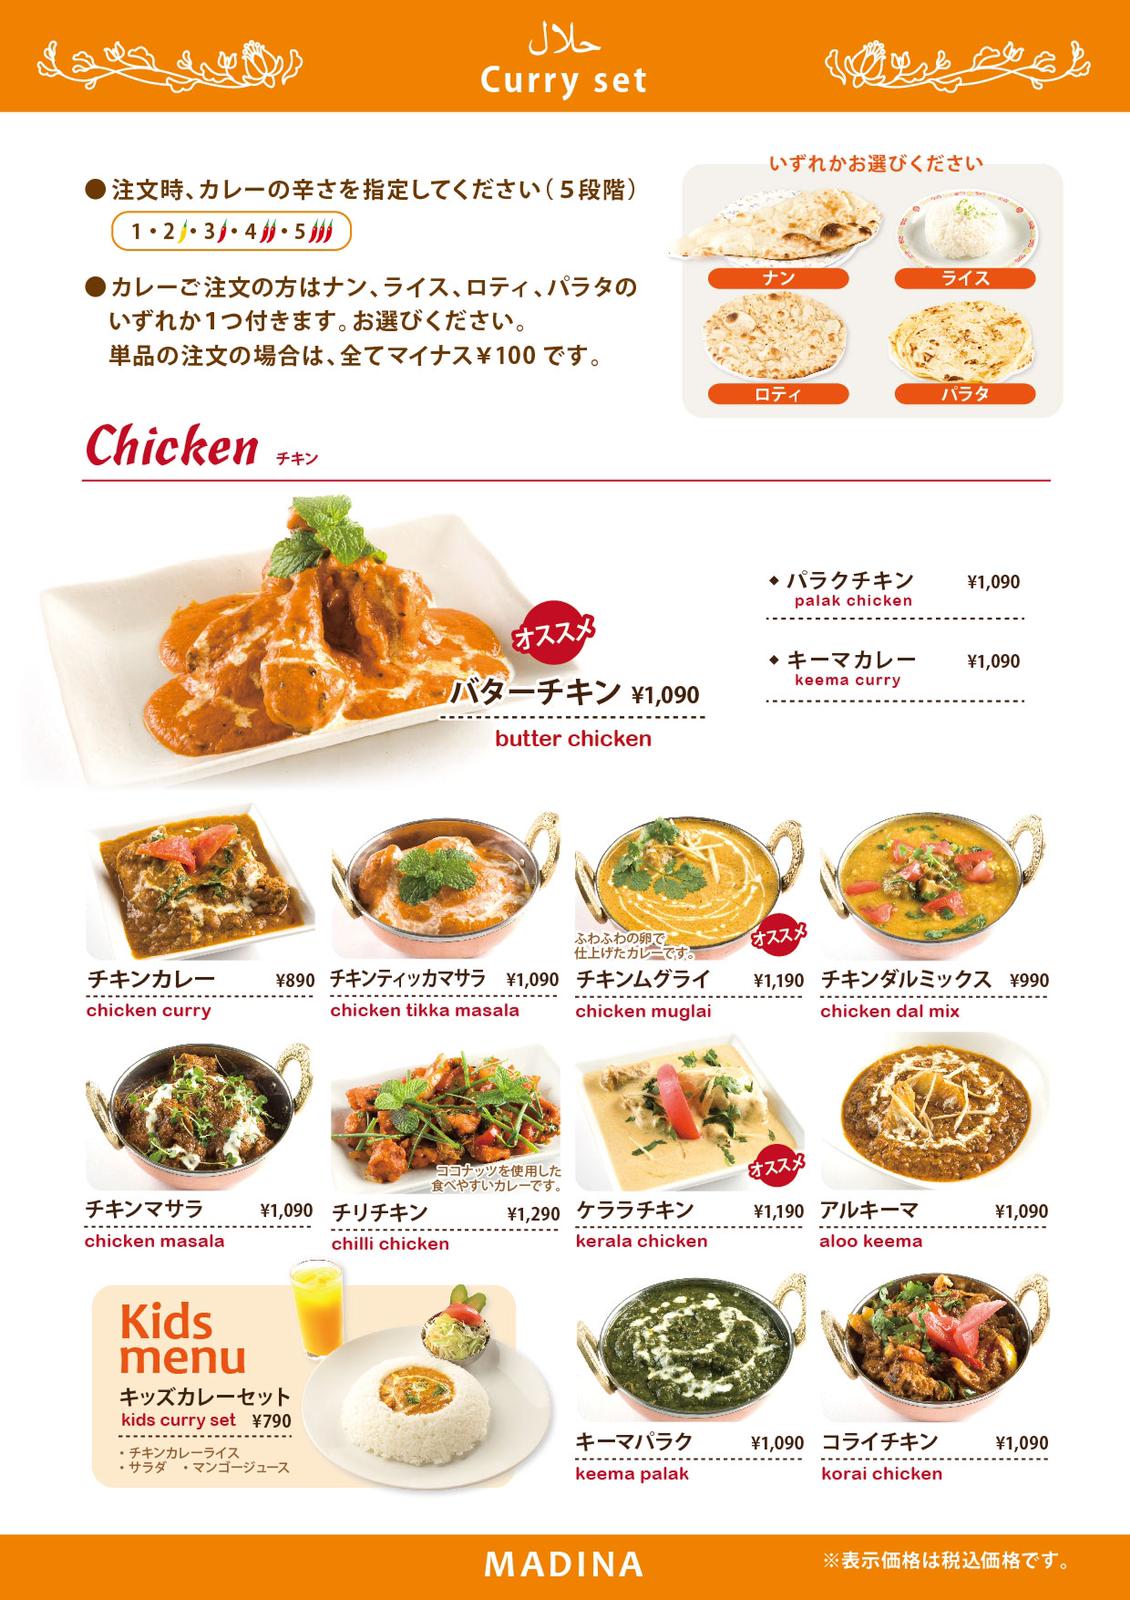 حلال
Curry set
●注文時、カレーの辛さを指定してください(５段階)
1・2・3・4・5
●カレーご注文の方はナン、ライス、ロティ、パラタの
いずれか1つ付きます。お選びください。
単品の注文の場合は、全てマイナス¥100 です。
いずれかお選びください
ナン ライス
ロティ パラタ
Chicken チキン
オススメ
バターチキン ¥1,090
butter chicken
◆ パラクチキン ¥1,090
palak chicken
◆ キーマカレー ¥1,090
keema curry
チキンカレー ¥890
chicken curry
チキンティッカマサラ ¥1,090
chicken tikka masala
ふわふわの卵で
仕上げたカレーです。
オススメ
チキンムグライ ¥1,190
chicken muglai
チキンダルミックス ¥990
chicken dal mix
チキンマサラ ¥1,090
chicken masala
ココナッツを使用した
食べやすいカレーです。
チリチキン ¥1,290
chilli chicken
オススメ
ケララチキン ¥1,190
kerala chicken
アルキーマ ¥1,090
aloo keema
Kids
menu
キッズカレーセット
kids curry set ¥790
・チキンカレーライス
・サラダ ・マンゴージュース
キーマパラク ¥1,090
keema palak
コライチキン ¥1,090
korai chicken
MADINA
※表示価格は税込価格です。